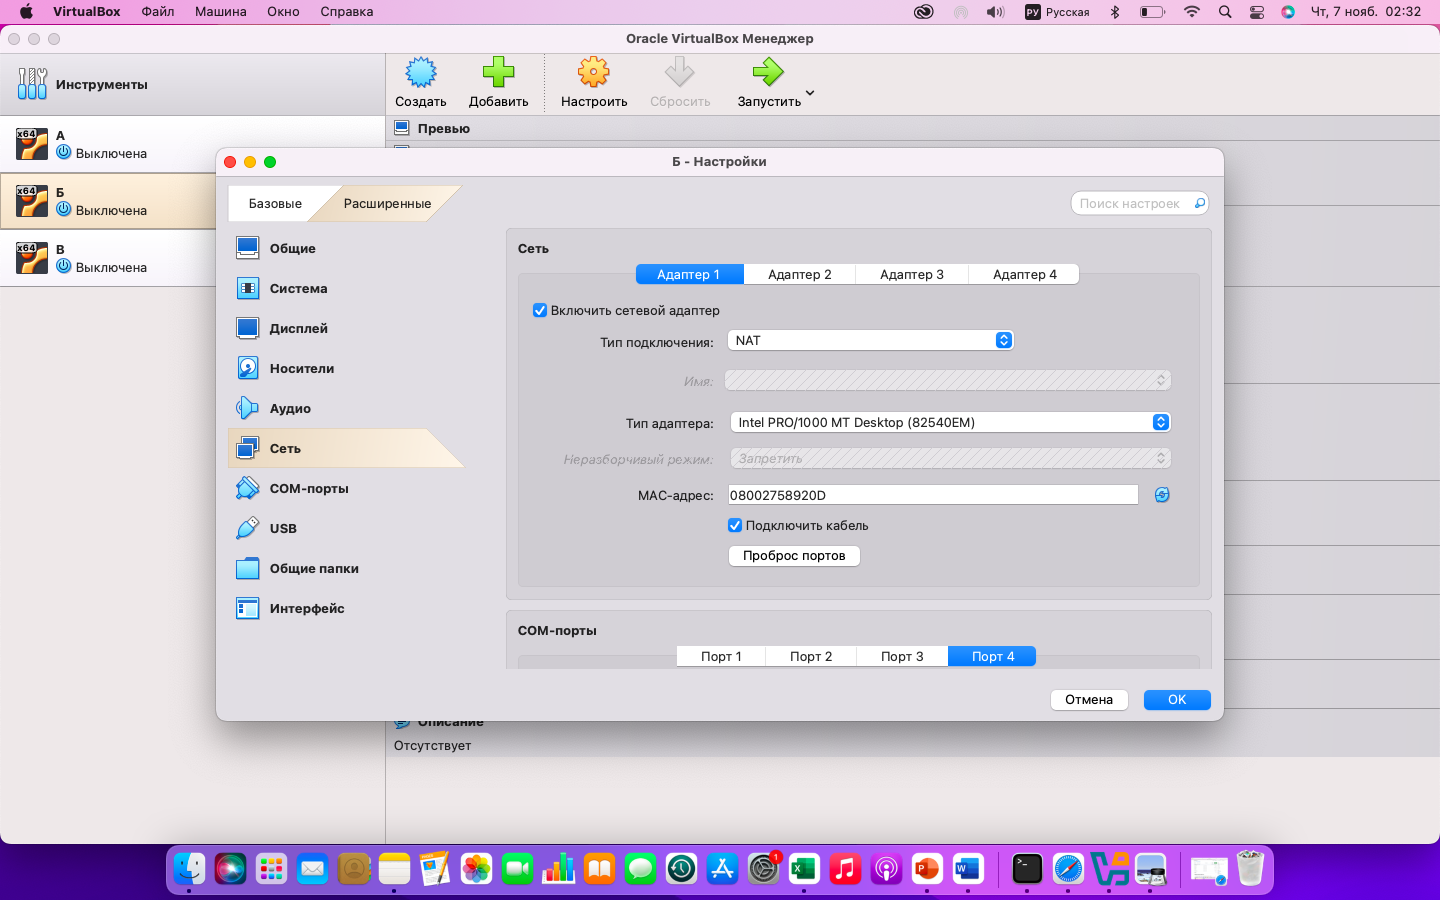 VirtualBox Файл Машина Окно Справка РУ Русская Чт, 7 нояб. 02:32
Oracle VirtualBox Менеджер
Инструменты
Создать Добавить Настроить Сбросить Запустить
x64 А
Выключена
x64 Б
Выключена
x64 В
Выключена
Превью
Б - Настройки
Базовые Расширенные
Поиск настроек
Общие
Система
Дисплей
Носители
Аудио
Сеть
COM-порты
USB
Общие папки
Интерфейс
Сеть
Адаптер 1 Адаптер 2 Адаптер 3 Адаптер 4
Включить сетевой адаптер
Тип подключения: NAT
Имя:
Тип адаптера: Intel PRO/1000 MT Desktop (82540EM)
Неразборчивый режим: Запретить
MAC-адрес: 08002758920D
Подключить кабель
Проброс портов
COM-порты
Порт 1 Порт 2 Порт 3 Порт 4
Отмена OK
Описание
Отсутствует
1